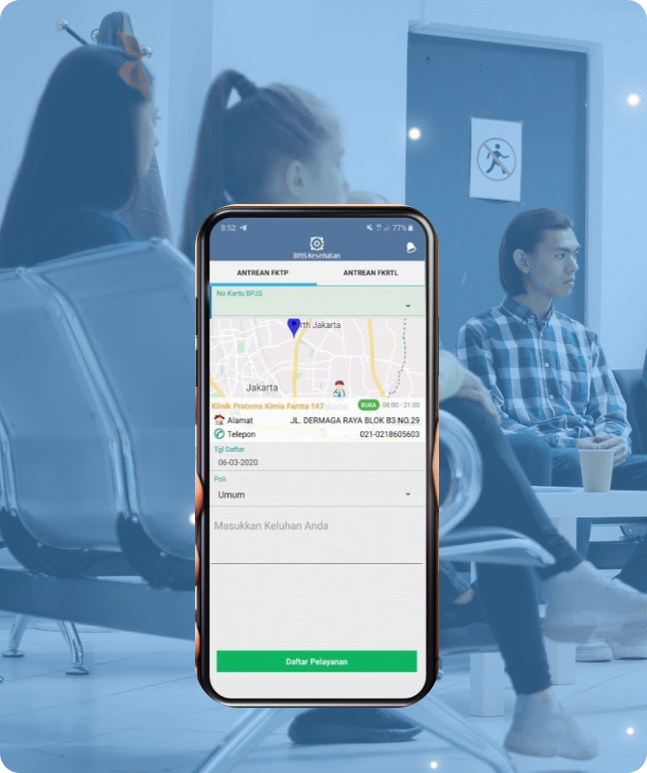 8:52
77%
BPJS Kesehatan
ANTREAN FKTP
ANTREAN FKRTL
No Kartu BPJS
rth Jakarta
Jakarta
Klinik Pratama Kimia Farma 147
BUKA 08:00 - 21:00
Alamat JL. DERMAGA RAYA BLOK B3 NO.29
Telepon 021-0218605603
Tgl Daftar
06-03-2020
Poli
Umum
Masukkan Keluhan Anda
Daftar Pelayanan